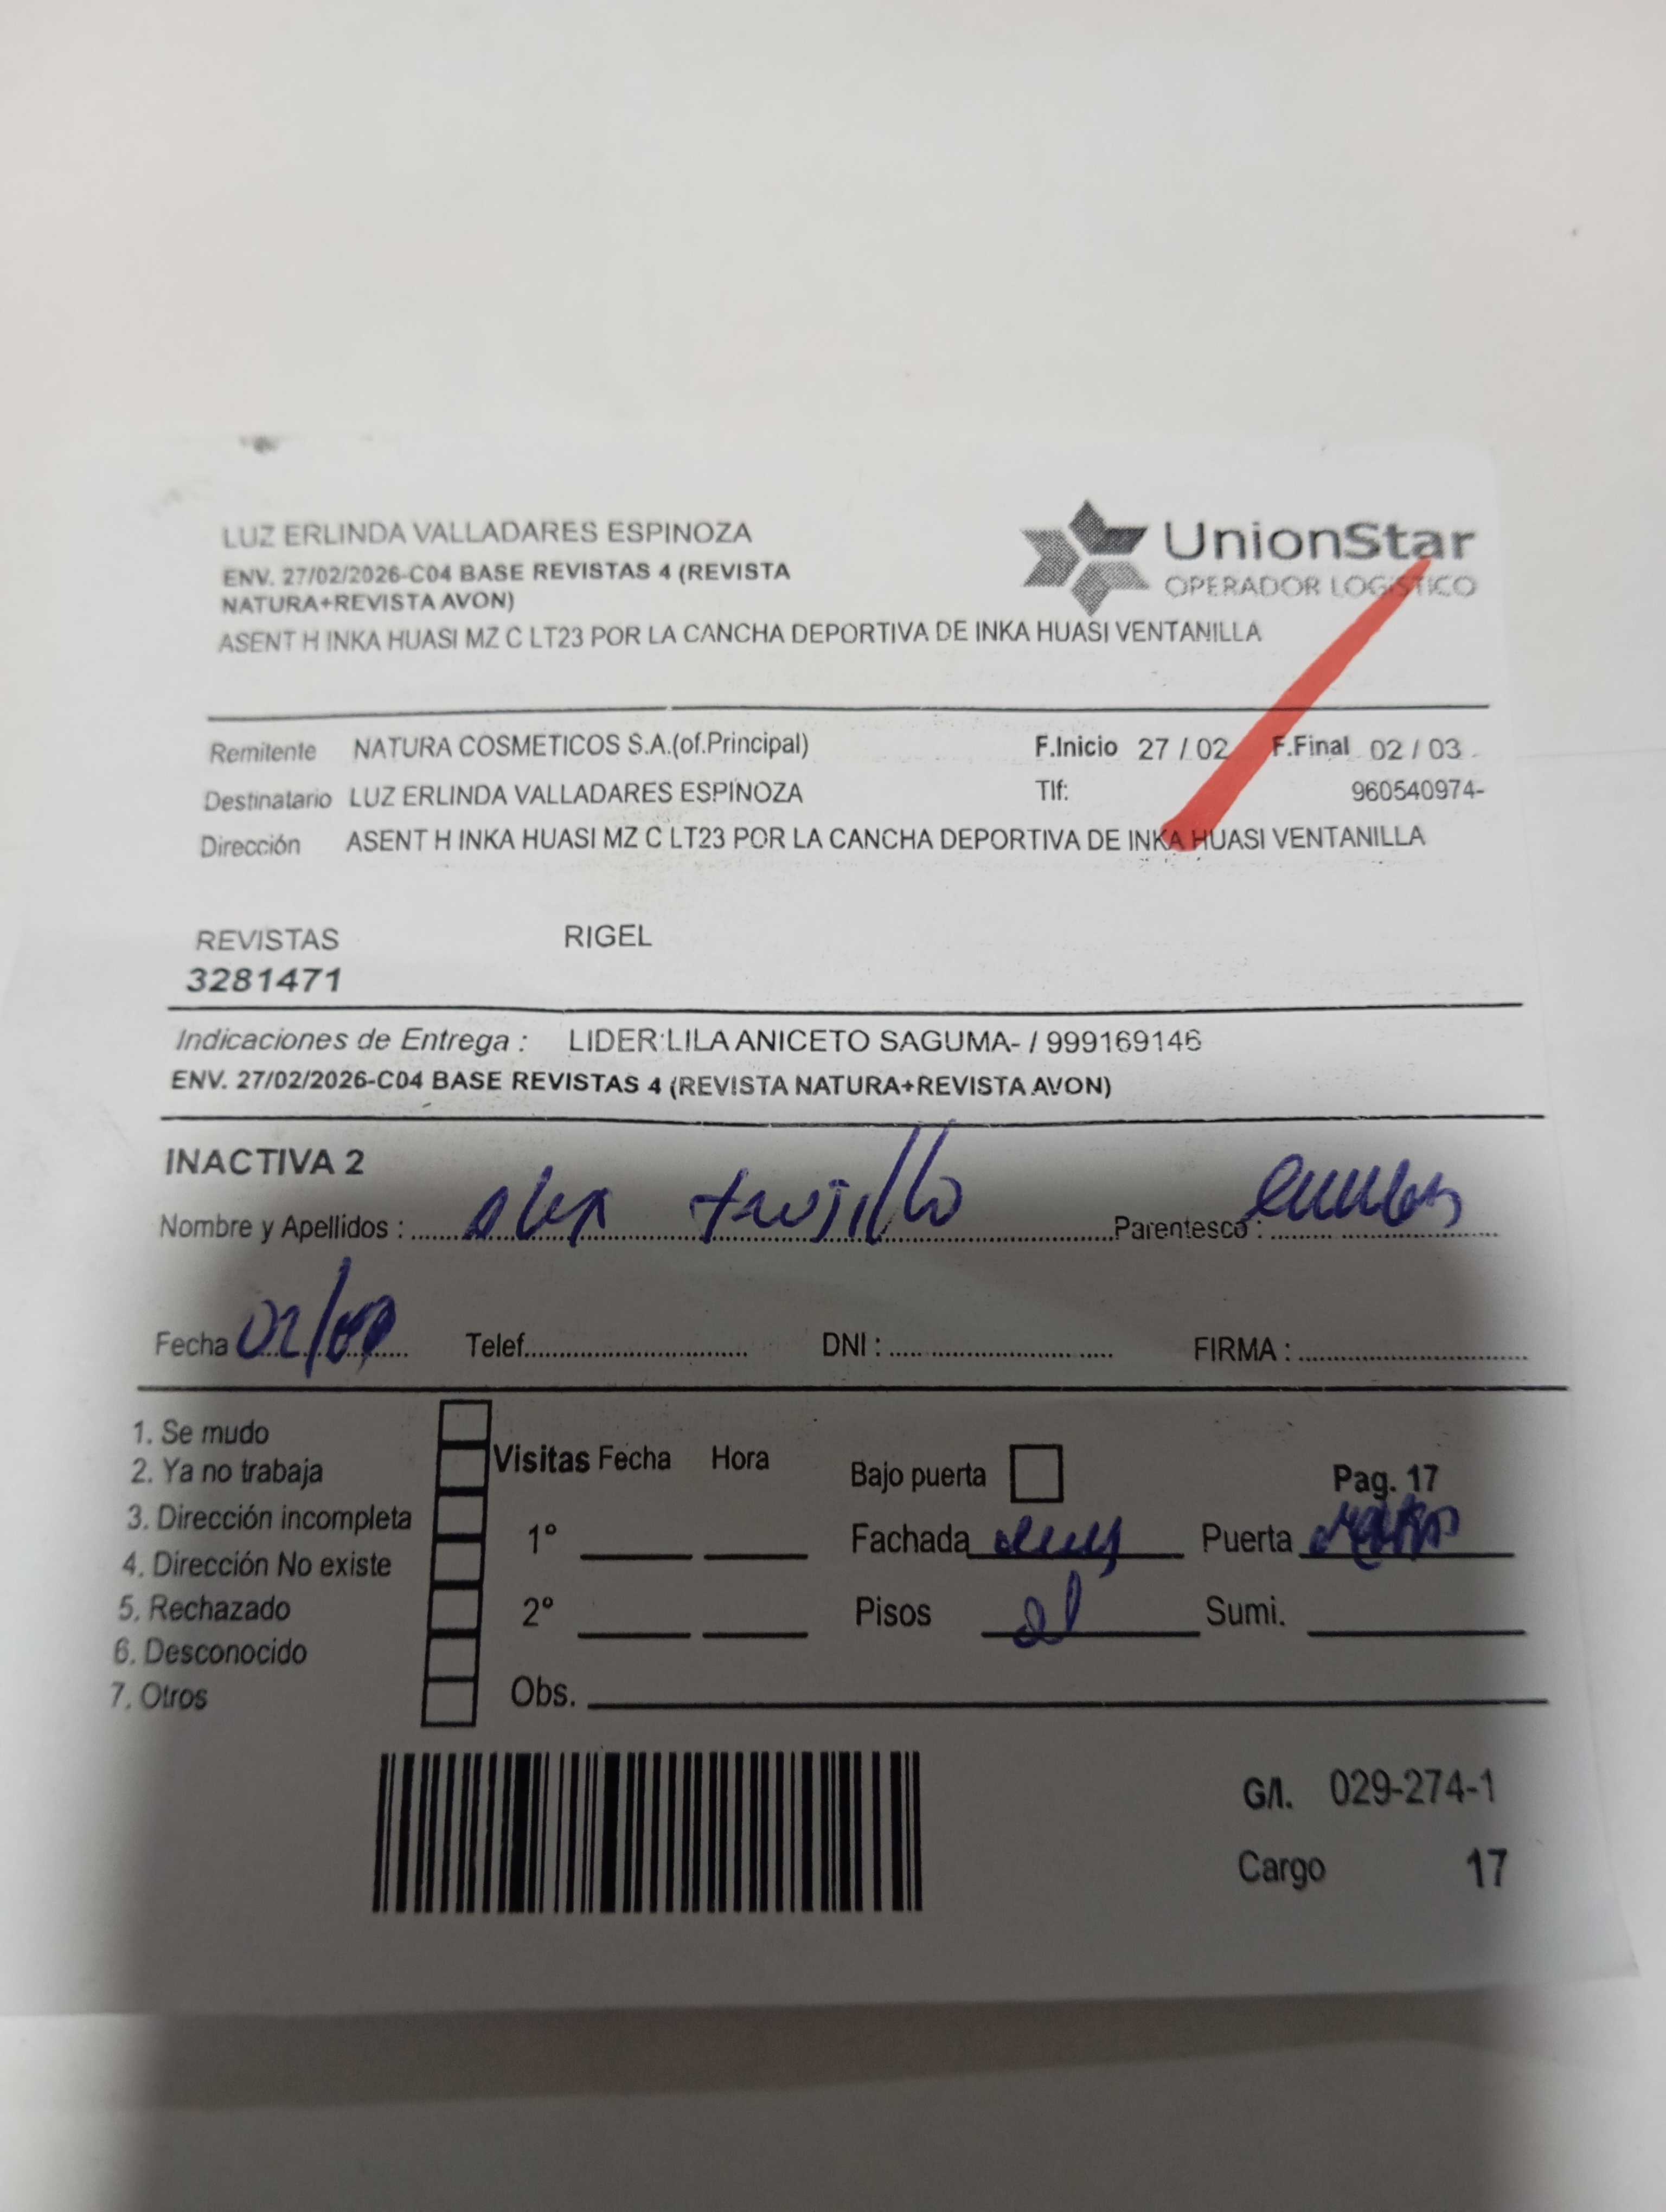 LUZ ERLINDA VALLADARES ESPINOZA
ENV. 27/02/2026-C04 BASE REVISTAS 4 (REVISTA
NATURA+REVISTA AVON)
ASENT H INKA HUASI MZ C LT23 POR LA CANCHA DEPORTIVA DE INKA HUASI VENTANILLA
UnionStar
OPERADOR LOGISTICO
Remitente NATURA COSMETICOS S.A.(of.Principal) F.Inicio 27 / 02 F.Final 02 / 03
Destinatario LUZ ERLINDA VALLADARES ESPINOZA Tlf: 960540974-
Dirección ASENT H INKA HUASI MZ C LT23 POR LA CANCHA DEPORTIVA DE INKA HUASI VENTANILLA
REVISTAS RIGEL
3281471
Indicaciones de Entrega : LIDER:LILA ANICETO SAGUMA- / 999169146
ENV. 27/02/2026-C04 BASE REVISTAS 4 (REVISTA NATURA+REVISTA AVON)
INACTIVA 2
Nombre y Apellidos : Alex trujillo Parentesco :
Fecha 02/ Telef. DNI : FIRMA :
1. Se mudo
2. Ya no trabaja
3. Dirección incompleta
4. Dirección No existe
5. Rechazado
6. Desconocido
7. Otros
Visitas Fecha Hora
1°
2°
Obs.
Bajo puerta Pag. 17
Fachada Puerta
Pisos Sumi.
G/I. 029-274-1
Cargo 17